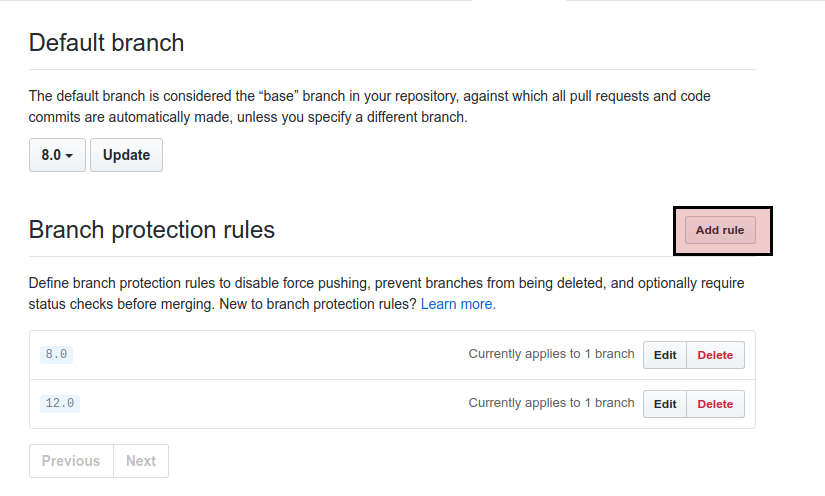 Default branch
The default branch is considered the “base” branch in your repository, against which all pull requests and code
commits are automatically made, unless you specify a different branch.
8.0 Update
Branch protection rules Add rule
Define branch protection rules to disable force pushing, prevent branches from being deleted, and optionally require
status checks before merging. New to branch protection rules? Learn more.
8.0 Currently applies to 1 branch Edit Delete
12.0 Currently applies to 1 branch Edit Delete
Previous Next